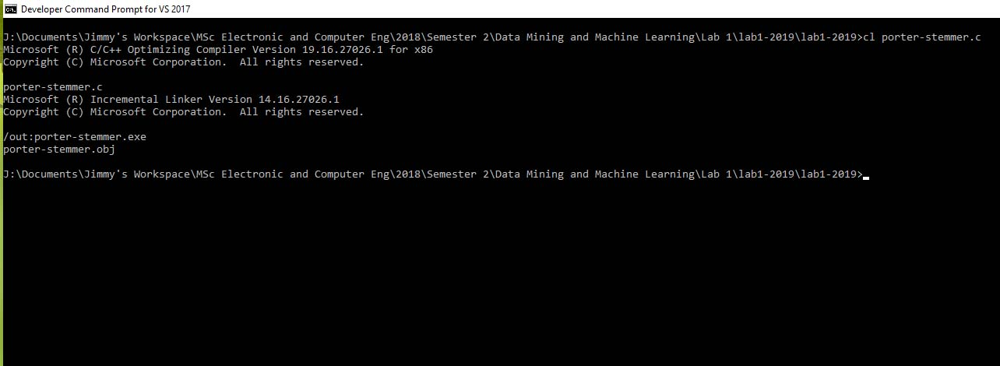 Developer Command Prompt for VS 2017
J:\Documents\Jimmy's Workspace\MSc Electronic and Computer Eng\2018\Semester 2\Data Mining and Machine Learning\Lab 1\lab1-2019\lab1-2019>cl porter-stemmer.c
Microsoft (R) C/C++ Optimizing Compiler Version 19.16.27026.1 for x86
Copyright (C) Microsoft Corporation.  All rights reserved.
porter-stemmer.c
Microsoft (R) Incremental Linker Version 14.16.27026.1
Copyright (C) Microsoft Corporation.  All rights reserved.
/out:porter-stemmer.exe
porter-stemmer.obj
J:\Documents\Jimmy's Workspace\MSc Electronic and Computer Eng\2018\Semester 2\Data Mining and Machine Learning\Lab 1\lab1-2019\lab1-2019>